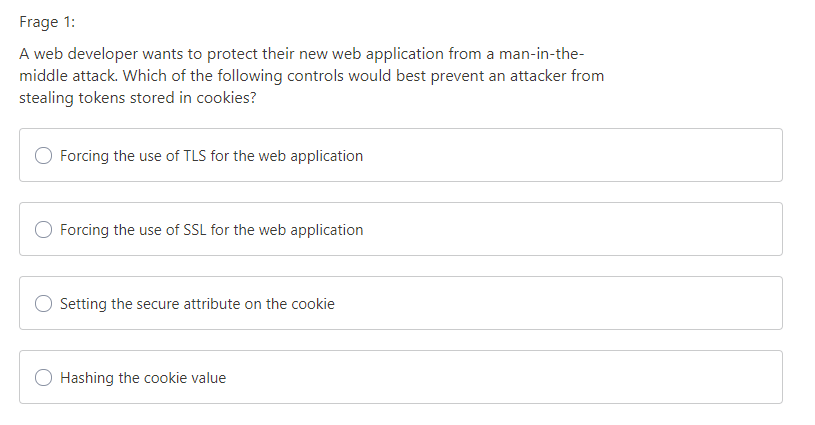 Frage 1:
A web developer wants to protect their new web application from a man-in-the-
middle attack. Which of the following controls would best prevent an attacker from
stealing tokens stored in cookies?
Forcing the use of TLS for the web application
Forcing the use of SSL for the web application
Setting the secure attribute on the cookie
Hashing the cookie value